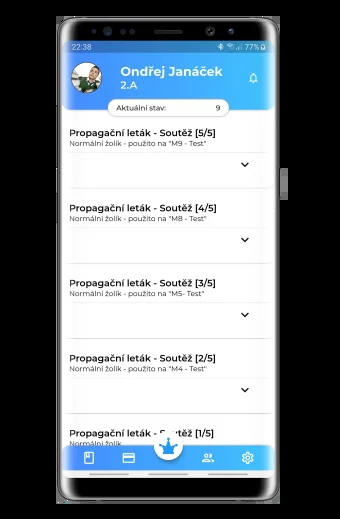 22:38
77%
Ondřej Janáček
2.A
Aktuální stav: 9
Propagační leták - Soutěž [5/5]
Normální žolík - použito na "M9 - Test"
Propagační leták - Soutěž [4/5]
Normální žolík - použito na "M8 - Test"
Propagační leták - Soutěž [3/5]
Normální žolík - použito na "M5- Test"
Propagační leták - Soutěž [2/5]
Normální žolík - použito na "M4 - Test"
Propagační leták - Soutěž [1/5]
Normální žolík